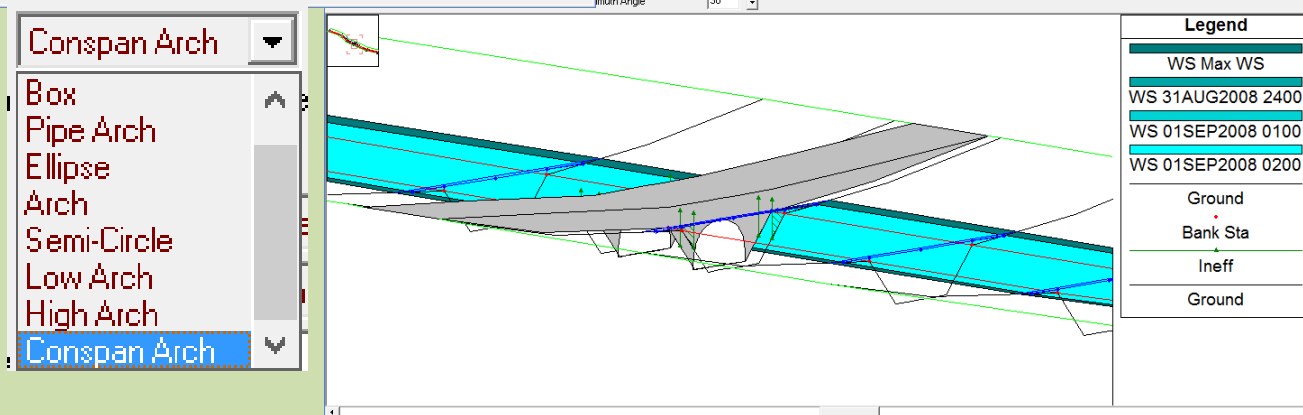 Conspan Arch
Box
Pipe Arch
Ellipse
Arch
Semi-Circle
Low Arch
High Arch
Conspan Arch
Angle
Legend
WS Max WS
WS 31AUG2008 2400
WS 01SEP2008 0100
WS 01SEP2008 0200
Ground
Bank Sta
Ineff
Ground